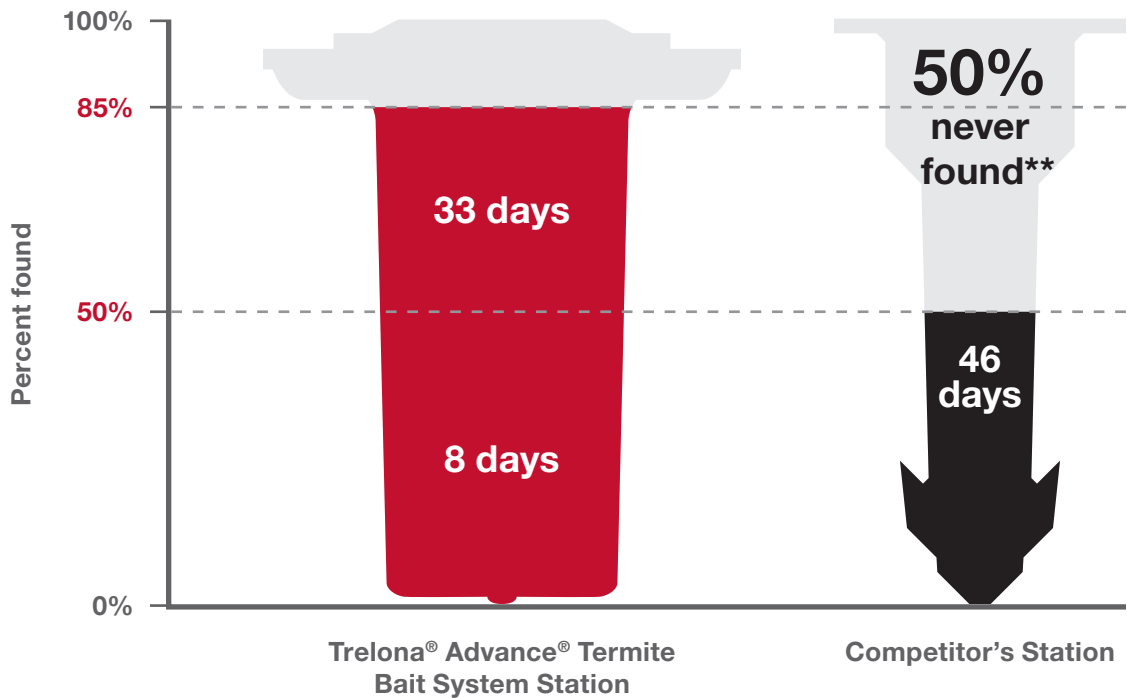 100%
85%
50%
0%
Percent found
33 days
8 days
50%
never
found**
46
days
Trelona® Advance® Termite
Bait System Station
Competitor's Station